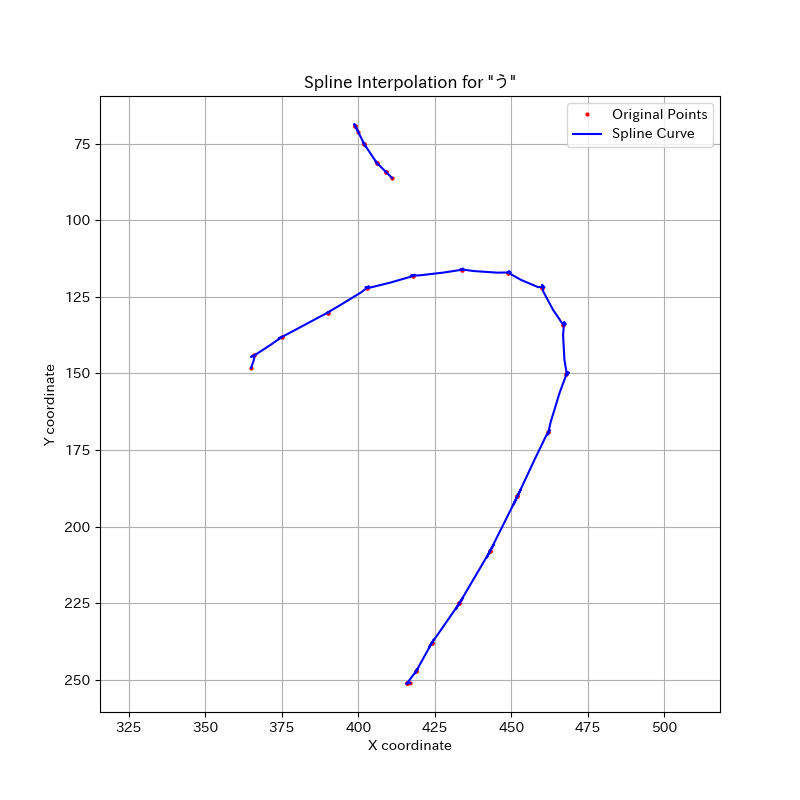 Spline Interpolation for "う"
Original Points
Spline Curve
75
100
125
150
175
200
225
250
Y coordinate
325 350 375 400 425 450 475 500
X coordinate
う